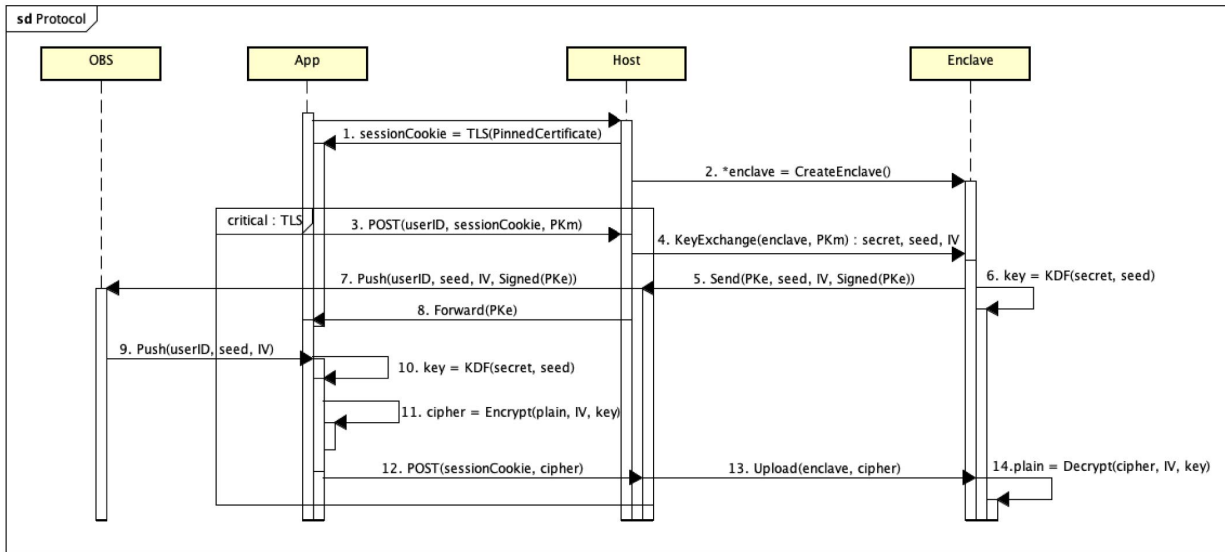 sd Protocol
OBS
App
Host
Enclave
1. sessionCookie = TLS(PinnedCertificate)
2. *enclave = CreateEnclave()
critical : TLS
3. POST(userID, sessionCookie, PKm)
4. KeyExchange(enclave, PKm) : secret, seed, IV
7. Push(userID, seed, IV, Signed(PKe))
5. Send(PKe, seed, IV, Signed(PKe))
6. key = KDF(secret, seed)
8. Forward(PKe)
9. Push(userID, seed, IV)
10. key = KDF(secret, seed)
11. cipher = Encrypt(plain, IV, key)
12. POST(sessionCookie, cipher)
13. Upload(enclave, cipher)
14.plain = Decrypt(cipher, IV, key)